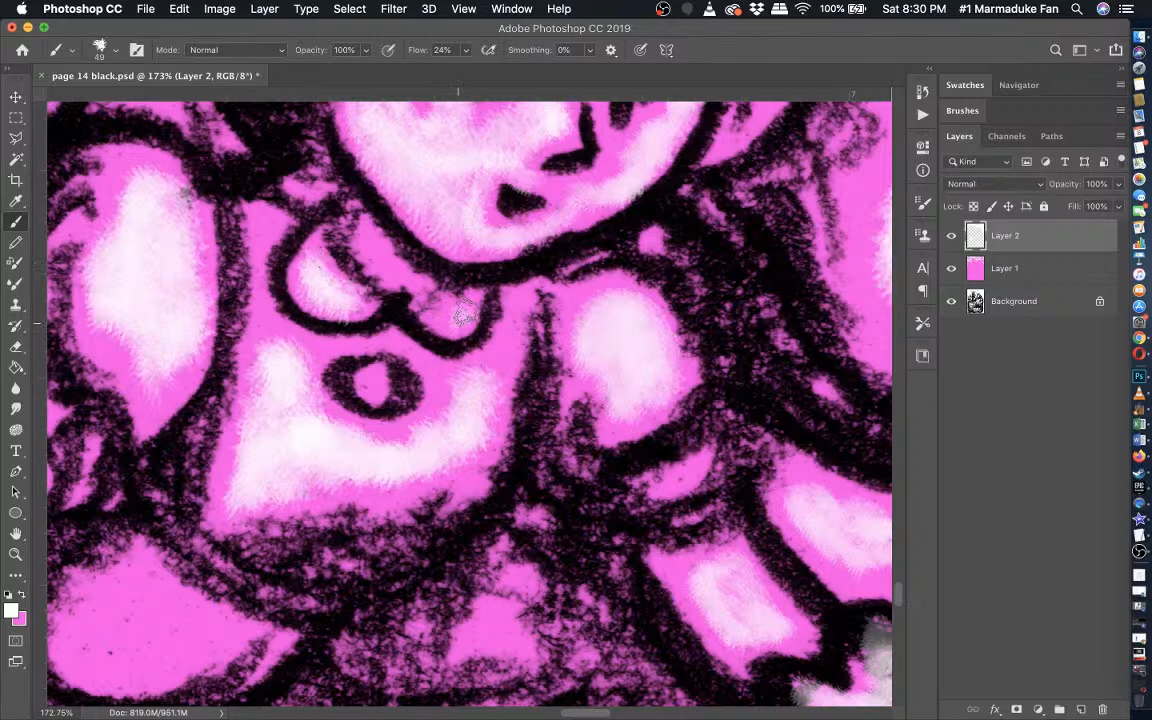 Photoshop CC File Edit Image Layer Type Select Filter 3D View Window Help 100% Sat 8:30 PM #1 Marmaduke Fan
Adobe Photoshop CC 2019
49 Mode: Normal Opacity: 100% Flow: 24% Smoothing: 0%
page 14 black.psd @ 173% (Layer 2, RGB/8*) *
7
Swatches Navigator
Brushes
Layers Channels Paths
Kind
Normal Opacity: 100%
Lock: Fill: 100%
Layer 2
Layer 1
Background
172.75% Doc: 819.0M/951.1M